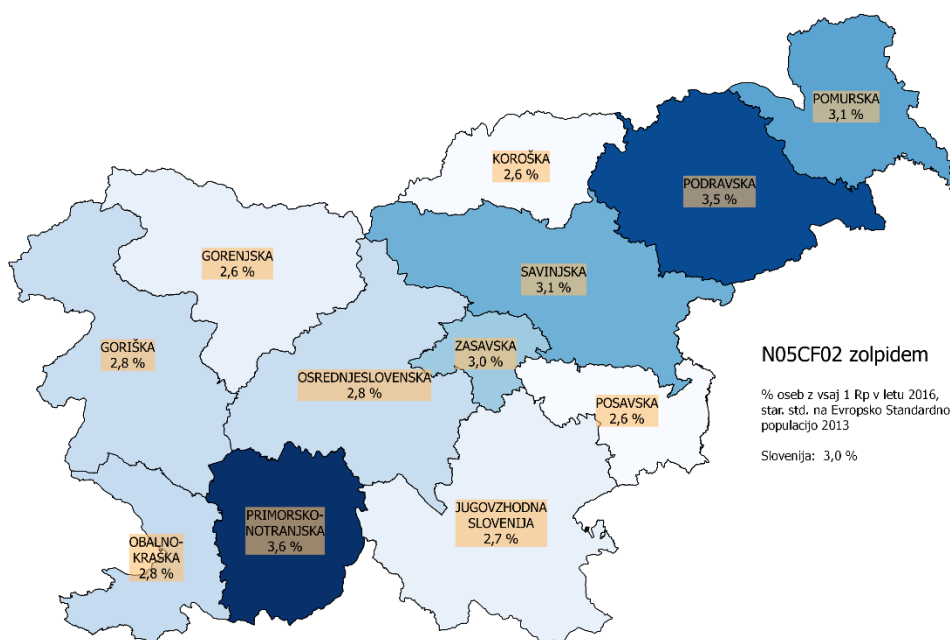 POMURSKA
3,1 %
KOROŠKA
2,6 %
PODRAVSKA
3,5 %
GORENJSKA
2,6 %
SAVINJSKA
3,1 %
GORIŠKA
2,8 %
ZASAVSKA
3,0 %
OSREDNJESLOVENSKA
2,8 %
POSAVSKA
2,6 %
PRIMORSKO-
NOTRANJSKA
3,6 %
JUGOVZHODNA
SLOVENIJA
2,7 %
OBALNO-
KRAŠKA
2,8 %
N05CF02 zolpidem
% oseb z vsaj 1 Rp v letu 2016,
star. std. na Evropsko Standardno
populacijo 2013
Slovenija: 3,0 %